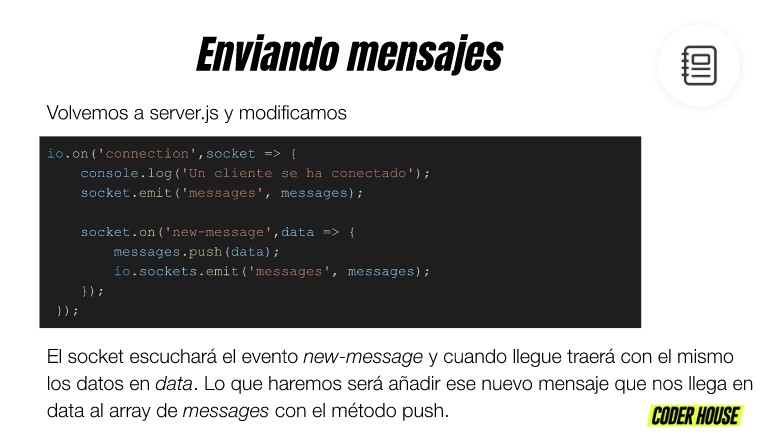 Enviando mensajes
Volvemos a server.js y modificamos
io.on('connection',socket => {
    console.log('Un cliente se ha conectado');
    socket.emit('messages', messages);
    socket.on('new-message',data => {
        messages.push(data);
        io.sockets.emit('messages', messages);
    });
 });
El socket escuchará el evento new-message y cuando llegue traerá con el mismo
los datos en data. Lo que haremos será añadir ese nuevo mensaje que nos llega en
data al array de messages con el método push.
CODER HOUSE